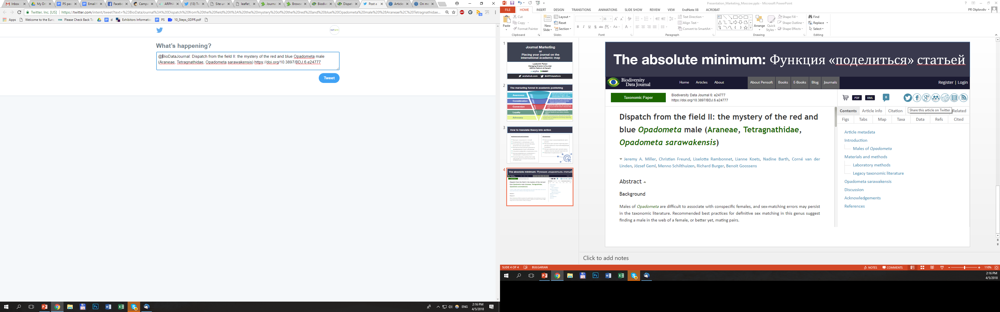 Inbox
My Dri
PS pas
Email f
Facebo
Campa
ARPHA
(13) Tw
Site un
leaflet_
Journa
Browse
Biodive
Dispat
Post a
Article
On me
Twitter, Inc. [US] | https://twitter.com/intent/tweet?text=%23BioDataJournal%3A%20Dispatch%20from%20the%20field%20II%3A%20the%20mystery%20of%20the%20red%20and%20blue%20Opadometa%20male%20%28Araneae%2C%20Tetragnathidae...
Apps
Welcome to the Euro
Please Check Back To
d
Exhibitors Informatio
PS
10_Steps_GDPR.pdf
What's happening?
@BioDataJournal: Dispatch from the field II: the mystery of the red and blue Opadometa male
(Araneae, Tetragnathidae, Opadometa sarawakensis) https://doi.org/10.3897/BDJ.6.e24777
Tweet
ENG
2:16 PM
4/5/2018
Presentation_Marketing_Moscow.pptx - Microsoft PowerPoint
FILE HOME INSERT DESIGN TRANSITIONS ANIMATIONS SLIDE SHOW REVIEW VIEW EndNote X8 ACROBAT
PR Otplovdiv
Paste
Cut
Copy
Format Painter
Clipboard
New
Slide
Layout
Reset
Section
Slides
36
Font
Text Direction
Align Text
Convert to SmartArt
Paragraph
Arrange
Quick
Styles
Shape Fill
Shape Outline
Shape Effects
Drawing
Find
Replace
Select
Editing
1
Journal Marketing
or
Placing your journal on the
international academic map
Lyubomir Penev
Managing Director & Founder
ARPHA Platform & Pensoft
arpha PENSOFT
arphahub.com @ARPHAplatform
2
The marketing funnel in academic publishing
Awareness
Consideration
Conversion
Loyalty
Advocacy
3
How to translate theory into action
4
The absolute minimum: Функция «поделиться» статьей
The absolute minimum: Функция «поделиться» статьей
Biodiversity
Data Journal
Home Articles About About Pensoft Books E-Books Blog Journals Register | Login
Taxonomic Paper
Biodiversity Data Journal 6: e24777
https://doi.org/10.3897/BDJ.6.e24777
PDF XML 0
Share this article on Twitter
Contents Article info Citation Related
Figs Tabs Map Taxa Data Refs Cited
Dispatch from the field II: the mystery of the red and
blue Opadometa male (Araneae, Tetragnathidae,
Opadometa sarawakensis)
Jeremy A. Miller, Christian Freund, Liselotte Rambonnet, Lianne Koets, Nadine Barth, Corné van der
Linden, József Geml, Menno Schilthuizen, Richard Burger, Benoit Goossens
Abstract
Background
Males of Opadometa are difficult to associate with conspecific females, and sex-matching errors may persist
in the taxonomic literature. Recommended best practices for definitive sex matching in this genus suggest
finding a male in the web of a female, or better yet, mating pairs.
Article metadata
Introduction
Males of Opadometa
Materials and methods
Laboratory methods
Legacy taxonomic literature
Opadometa sarawakensis
Discussion
Acknowledgements
References
Click to add notes
SLIDE 4 OF 4 BULGARIAN NOTES COMMENTS 110%
2:16 PM
4/5/2018